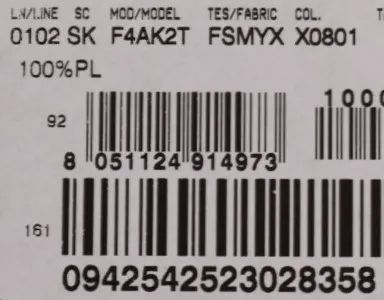 LN/LINE SC MOD/MODEL TES/FABRIC COL.
0102 SK F4AK2T FSMYX X0801
100%PL
1000
92
8 051124 914973
161
0942542523028358